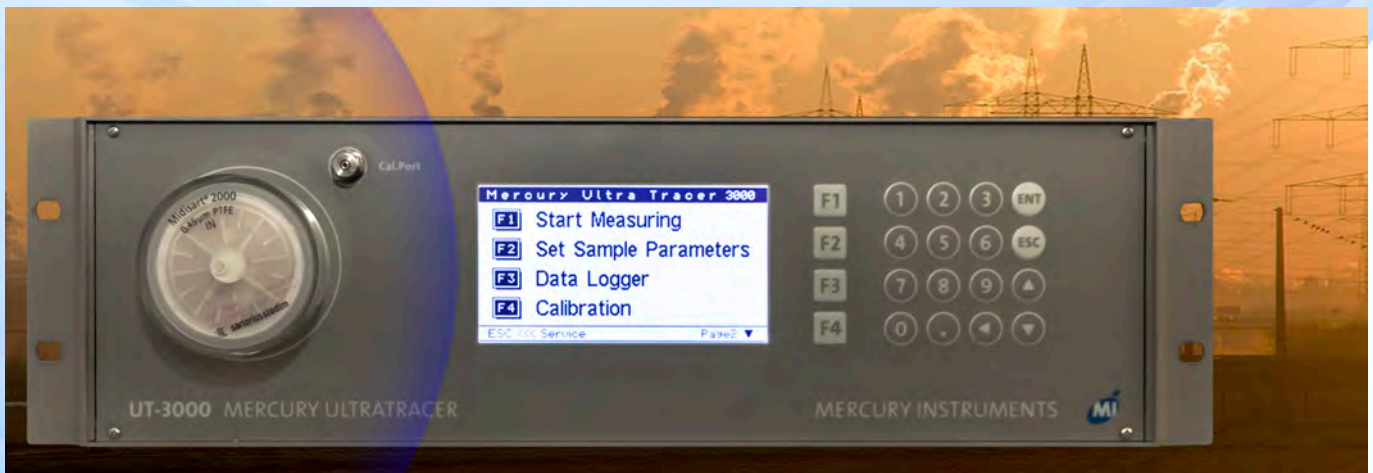 Cal.Port
Midisart® 2000
0,45µm PTFE
IN
sartorius stedim
Mercury Ultra Tracer 3000
F1 Start Measuring
F2 Set Sample Parameters
F3 Data Logger
F4 Calibration
ESC <<< Service Page2 ▼
F1 1 2 3 ENT
F2 4 5 6 ESC
F3 7 8 9 ▲
F4 0 . ◀ ▼
UT-3000 MERCURY ULTRATRACER
MERCURY INSTRUMENTS
MI